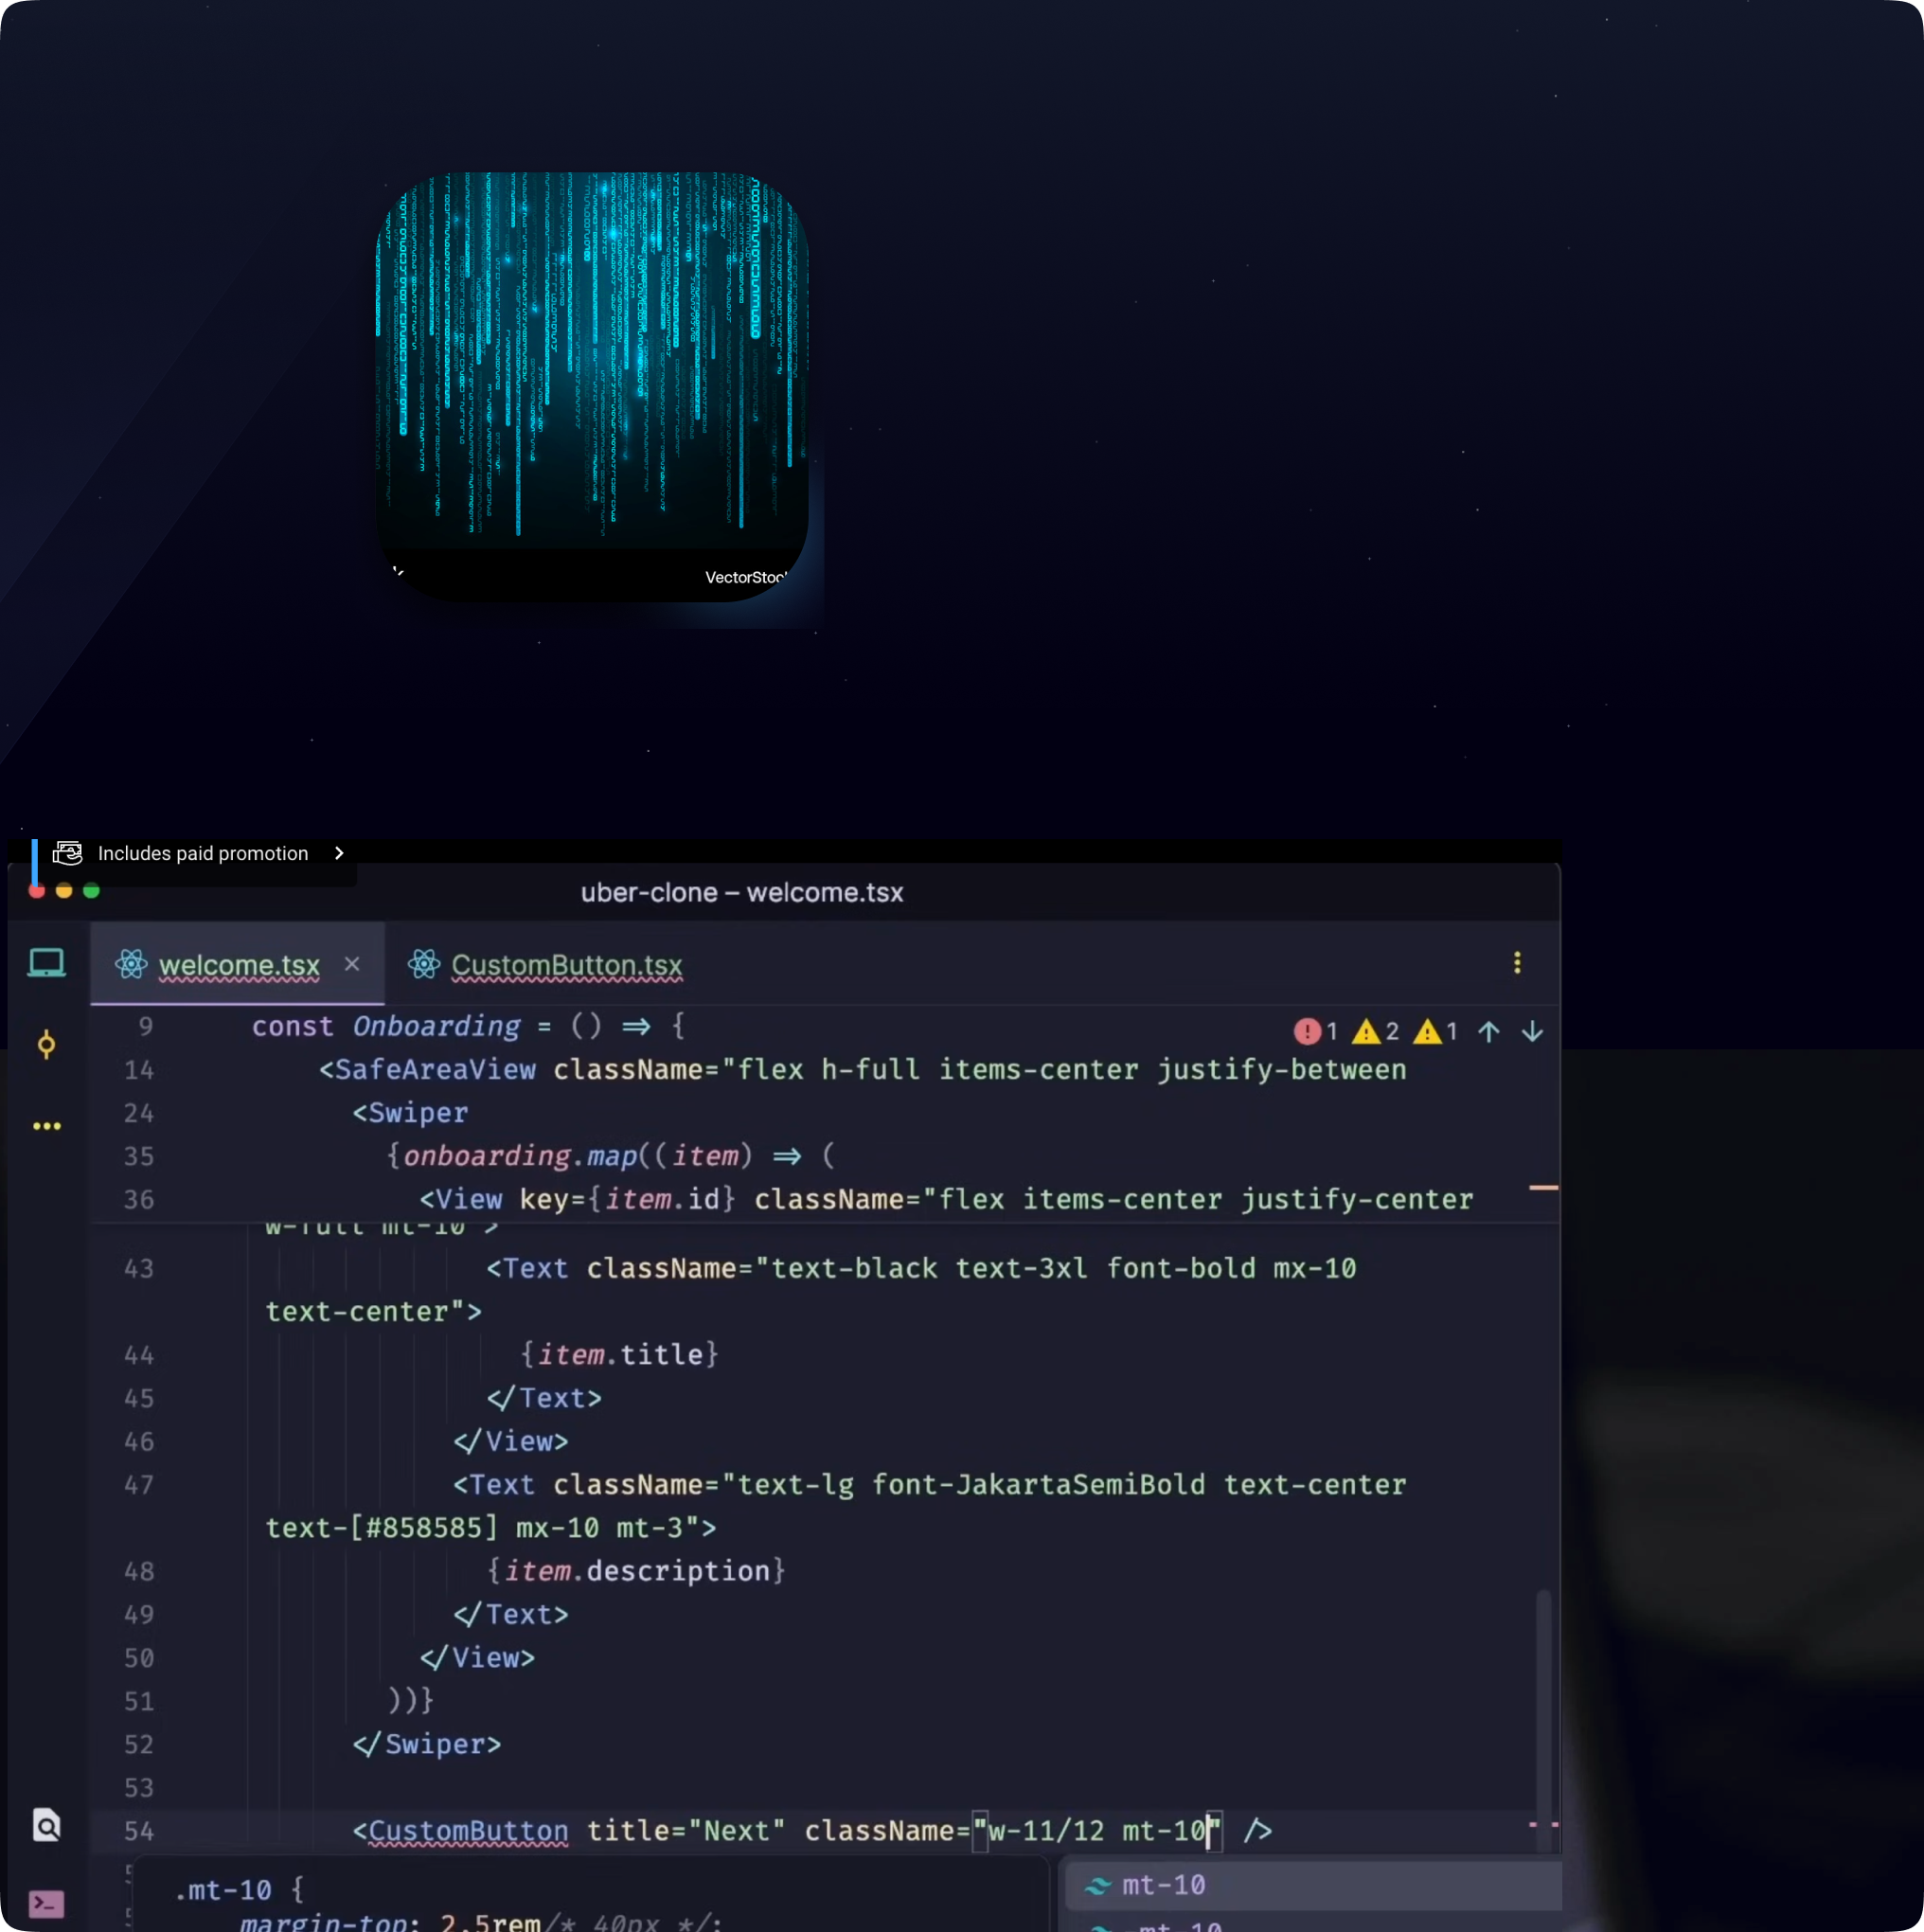 VectorStoc
Includes paid promotion
uber-clone – welcome.tsx
welcome.tsx
CustomButton.tsx
9 const Onboarding = () => {
1 2 1
14 <SafeAreaView className="flex h-full items-center justify-between
24 <Swiper
35 {onboarding.map((item) => (
36 <View key={item.id} className="flex items-center justify-center
w-full mt-10">
43 <Text className="text-black text-3xl font-bold mx-10
text-center">
44 {item.title}
45 </Text>
46 </View>
47 <Text className="text-lg font-JakartaSemiBold text-center
text-[#858585] mx-10 mt-3">
48 {item.description}
49 </Text>
50 </View>
51 ))}
52 </Swiper>
53
54 <CustomButton title="Next" className="w-11/12 mt-10" />
.mt-10 {
mt-10
margin-top: 2.5rem/* 40px */;
-mt-10